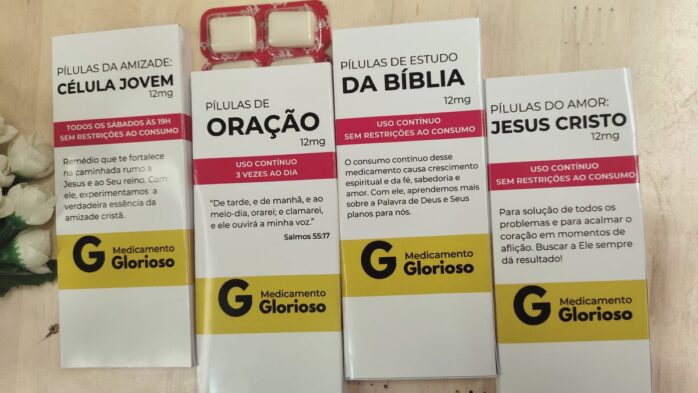 PÍLULAS DA AMIZADE:
CÉLULA JOVEM
12mg
TODOS OS SÁBADOS ÀS 19H
SEM RESTRIÇÕES AO CONSUMO
Remédio que te fortalece
na caminhada rumo a
Jesus e ao Seu reino. Com
ele, experimentamos a
verdadeira essência da
amizade cristã.
G Medicamento
Glorioso
PÍLULAS DE
ORAÇÃO
12mg
USO CONTÍNUO
3 VEZES AO DIA
"De tarde, e de manhã, e ao
meio-dia, orarei; e clamarei,
e ele ouvirá a minha voz."
Salmos 55:17
G Medicamento
Glorioso
PÍLULAS DE ESTUDO
DA BÍBLIA
12mg
USO CONTÍNUO
SEM RESTRIÇÕES AO CONSUMO
O consumo contínuo desse
medicamento causa crescimento
espiritual e da fé, sabedoria e
amor. Com ele, aprendemos mais
sobre a Palavra de Deus e Seus
planos para nós.
G Medicamento
Glorioso
PÍLULAS DO AMOR:
JESUS CRISTO
12mg
USO CONTÍNUO
SEM RESTRIÇÕES AO CONSUMO
Para solução de todos os
problemas e para acalmar o
coração em momentos de
aflição. Buscar a Ele sempre
dá resultado!
G Medicamento
Glorioso